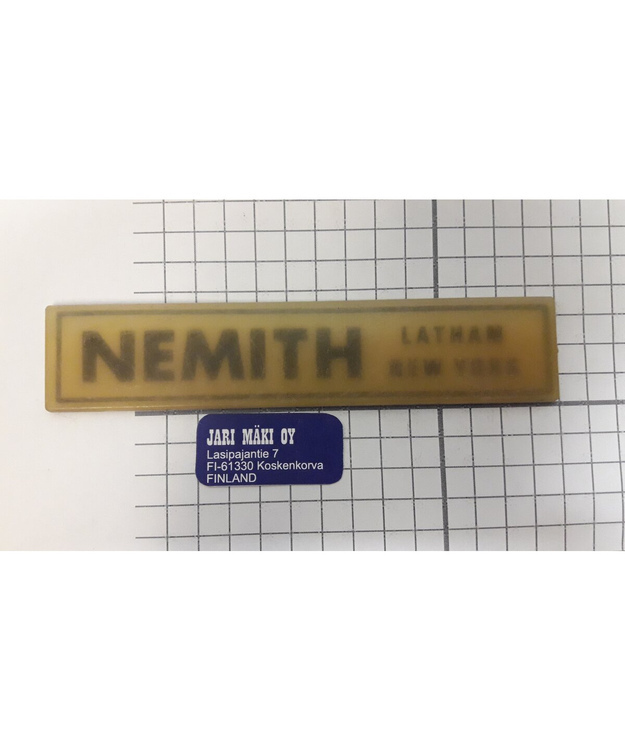 NEMITH
LATHAM
NEW YORK
JARI MÄKI OY
Lasipajantie 7
FI-61330 Koskenkorva
FINLAND